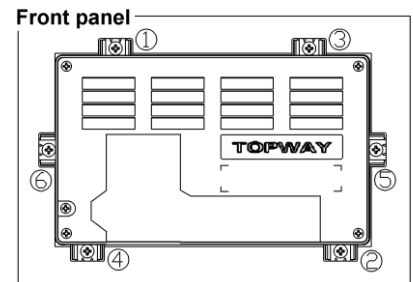 Front panel
① ③
TOPWAY
⑥ ⑤
④ ②